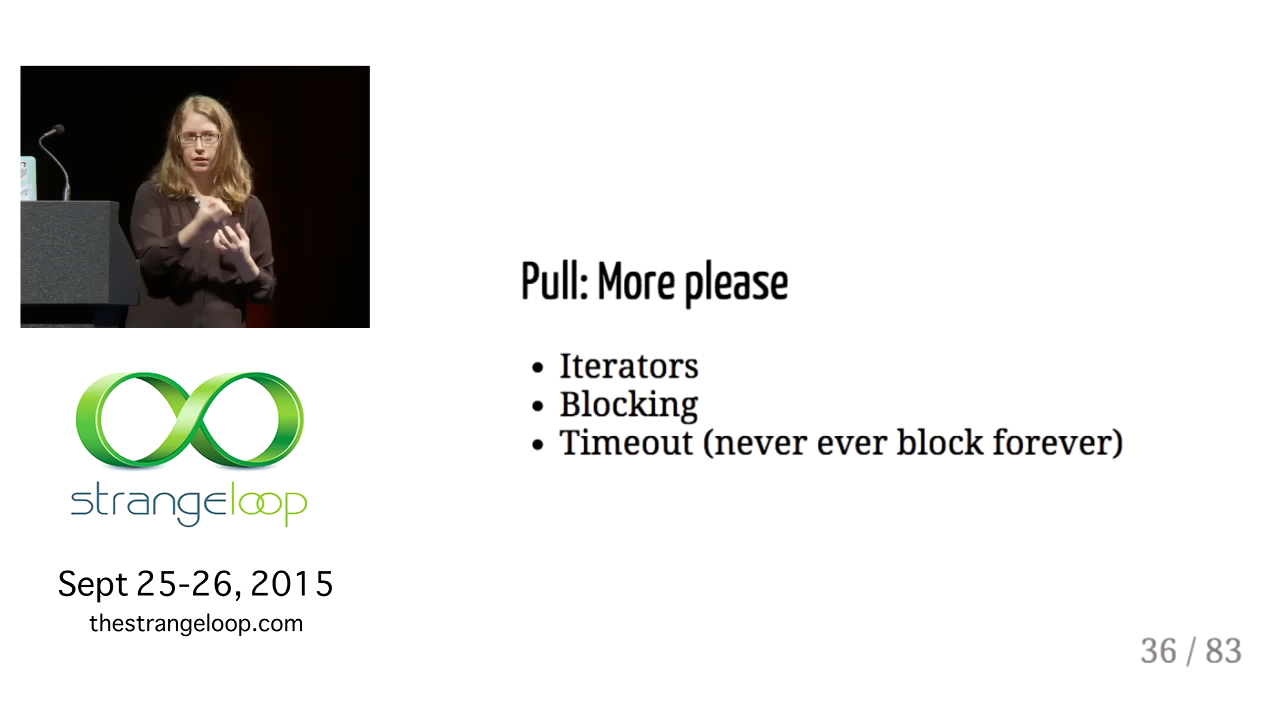 strangeloop
Sept 25-26, 2015
thestrangeloop.com
Pull: More please
• Iterators
• Blocking
• Timeout (never ever block forever)
36 / 83